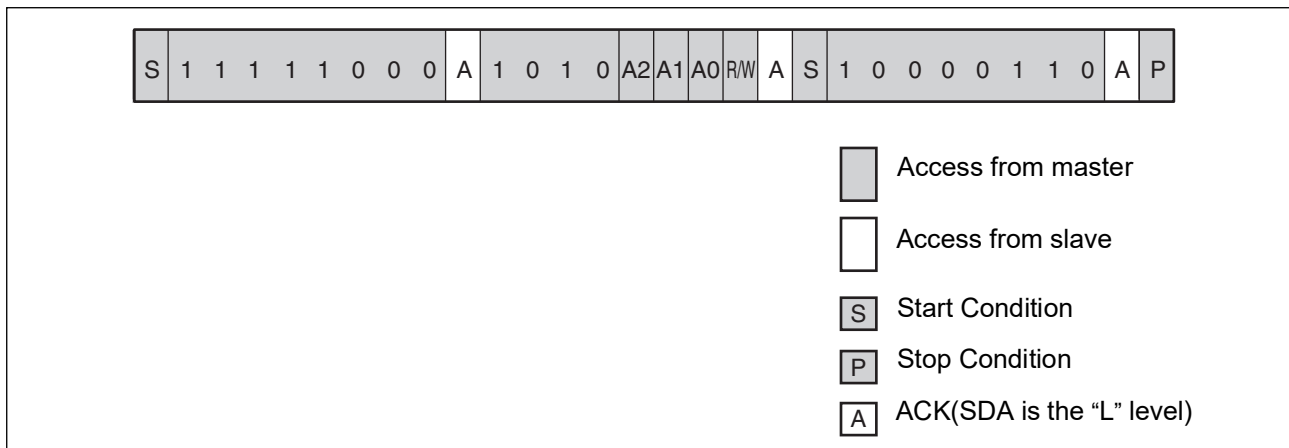 S 1 1 1 1 1 0 0 0 A 1 0 1 0 A2 A1 A0 R/W A S 1 0 0 0 0 1 1 0 A P
Access from master
Access from slave
S Start Condition
P Stop Condition
A ACK(SDA is the “L” level)